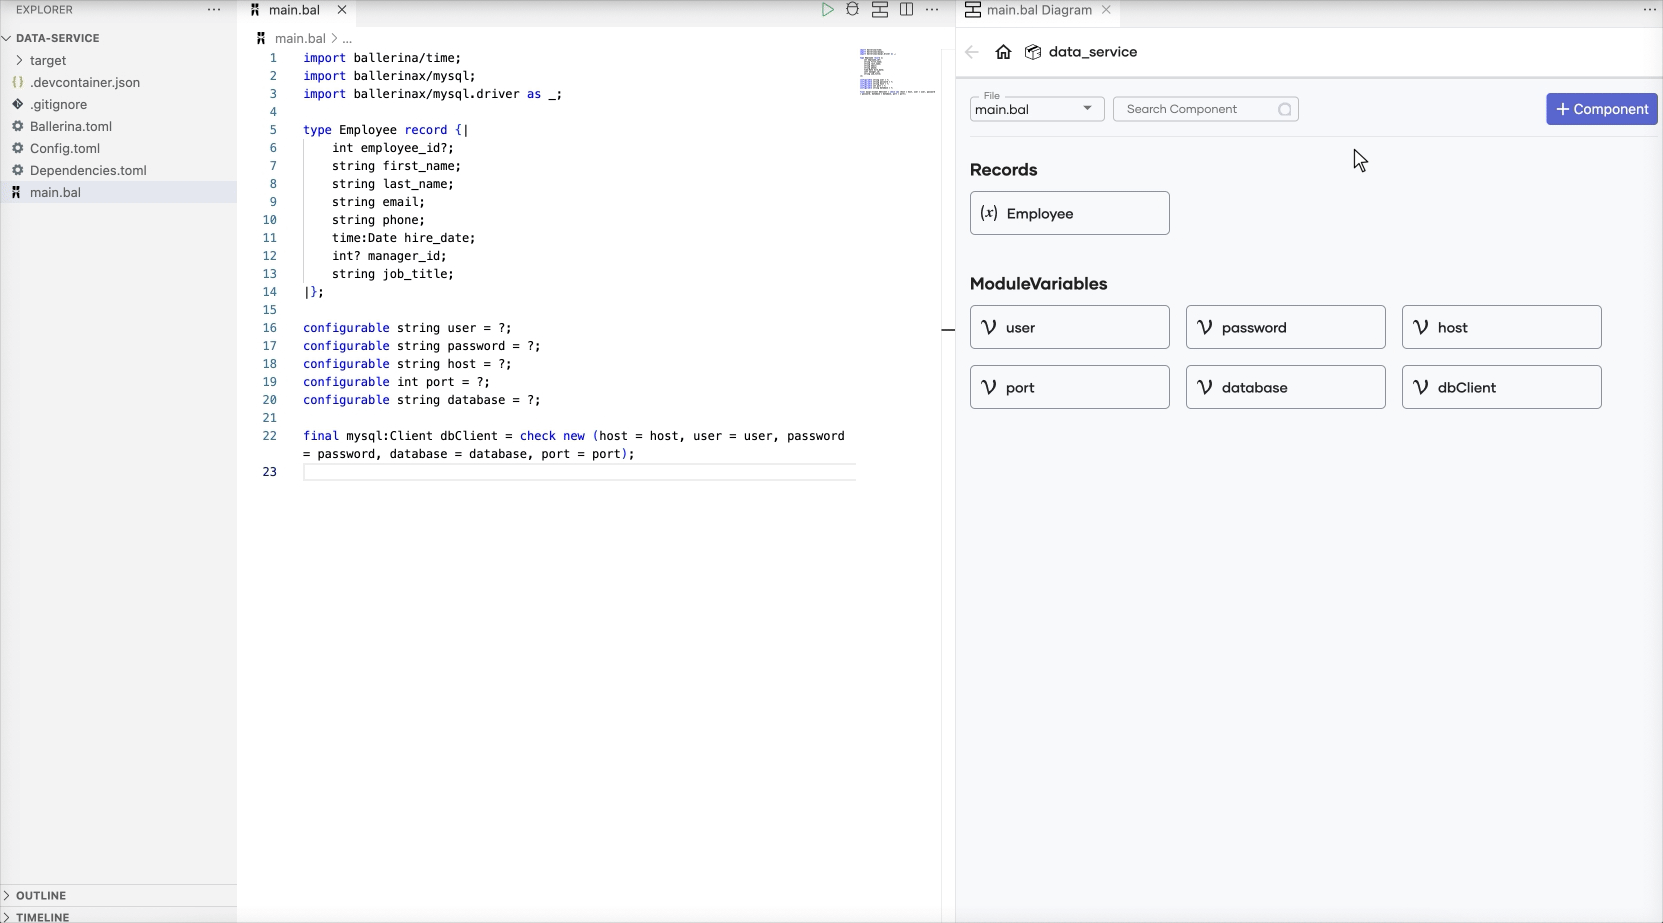 EXPLORER
DATA-SERVICE
target
.devcontainer.json
.gitignore
Ballerina.toml
Config.toml
Dependencies.toml
main.bal
OUTLINE
TIMELINE
main.bal
main.bal > ...
1 import ballerina/time;
2 import ballerinax/mysql;
3 import ballerinax/mysql.driver as _;
4
5 type Employee record {|
6     int employee_id?;
7     string first_name;
8     string last_name;
9     string email;
10     string phone;
11     time:Date hire_date;
12     int? manager_id;
13     string job_title;
14 |};
15
16 configurable string user = ?;
17 configurable string password = ?;
18 configurable string host = ?;
19 configurable int port = ?;
20 configurable string database = ?;
21
22 final mysql:Client dbClient = check new (host = host, user = user, password
= password, database = database, port = port);
23
main.bal Diagram
data_service
File
main.bal
Search Component
+ Component
Records
(x) Employee
ModuleVariables
user
password
host
port
database
dbClient